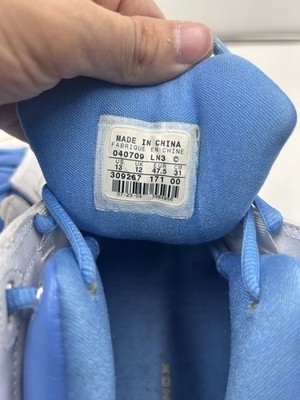 MADE IN CHINA
FABRIQUE EN CHINE
040709 LN3 ©
US UK EUR CM
13 12 47.5 31
309267 171 00